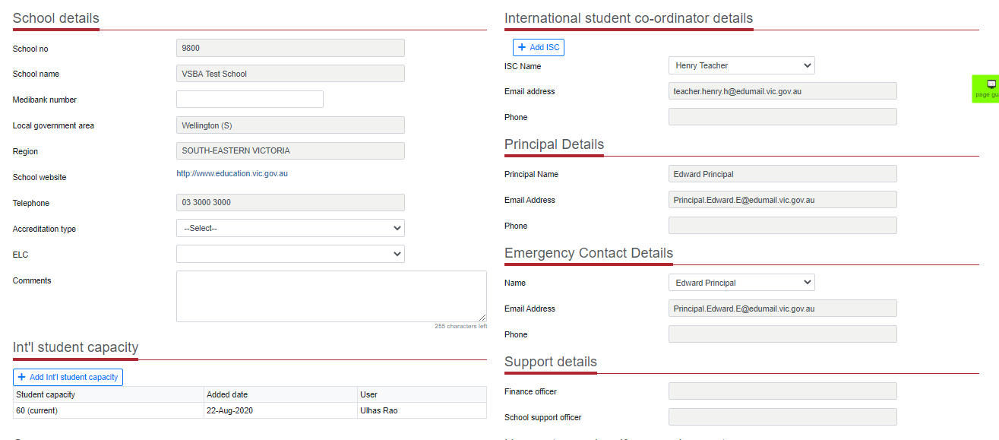 School details
School no
9800
School name
VSBA Test School
Medibank number
Local government area
Wellington (S)
Region
SOUTH-EASTERN VICTORIA
School website
http://www.education.vic.gov.au
Telephone
03 3000 3000
Accreditation type
--Select--
ELC
Comments
255 characters left
Int'l student capacity
+ Add Int'l student capacity
Student capacity Added date User
60 (current) 22-Aug-2020 Ulhas Rao
International student co-ordinator details
+ Add ISC
ISC Name
Henry Teacher
Email address
teacher.henry.h@edumail.vic.gov.au
Phone
Principal Details
Principal Name
Edward Principal
Email Address
Principal.Edward.E@edumail.vic.gov.au
Phone
Emergency Contact Details
Name
Edward Principal
Email Address
Principal.Edward.E@edumail.vic.gov.au
Phone
Support details
Finance officer
School support officer
page gu